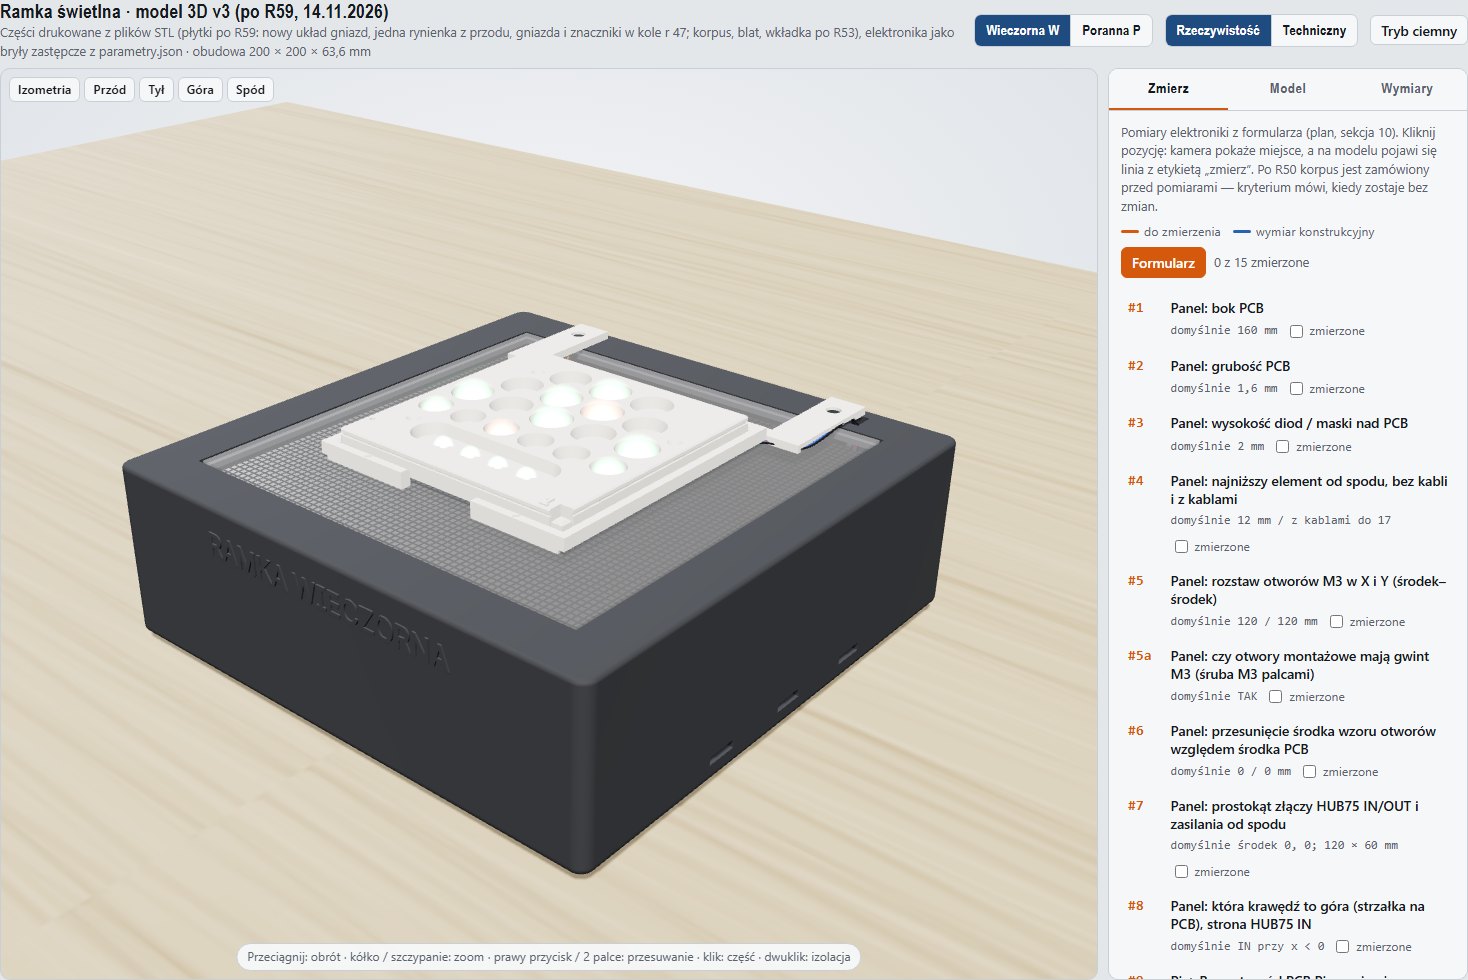 Ramka świetlna · model 3D v3 (po R59, 14.11.2026)
Części drukowane z plików STL (płytki po R59: nowy układ gniazd, jedna rynienka z przodu, gniazda i znaczniki w kole r 47; korpus, blat, wkładka po R53), elektronika jako
bryły zastępcze z parametry.json · obudowa 200 × 200 × 63,6 mm
Wieczorna W
Poranna P
Rzeczywistość
Techniczny
Tryb ciemny
Izometria
Przód
Tył
Góra
Spód
RAMKA WIECZORNA
Przeciągnij: obrót · kółko / szczypanie: zoom · prawy przycisk / 2 palce: przesuwanie · klik: część · dwuklik: izolacja
Zmierz
Model
Wymiary
Pomiary elektroniki z formularza (plan, sekcja 10). Kliknij
pozycję: kamera pokaże miejsce, a na modelu pojawi się
linia z etykietą „zmierz”. Po R50 korpus jest zamówiony
przed pomiarami — kryterium mówi, kiedy zostaje bez
zmian.
do zmierzenia
wymiar konstrukcyjny
Formularz
0 z 15 zmierzone
#1
Panel: bok PCB
domyślnie 160 mm
zmierzone
#2
Panel: grubość PCB
domyślnie 1,6 mm
zmierzone
#3
Panel: wysokość diod / maski nad PCB
domyślnie 2 mm
zmierzone
#4
Panel: najniższy element od spodu, bez kabli
i z kablami
domyślnie 12 mm / z kablami do 17
zmierzone
#5
Panel: rozstaw otworów M3 w X i Y (środek–
środek)
domyślnie 120 / 120 mm
zmierzone
#5a
Panel: czy otwory montażowe mają gwint
M3 (śruba M3 palcami)
domyślnie TAK
zmierzone
#6
Panel: przesunięcie środka wzoru otworów
względem środka PCB
domyślnie 0 / 0 mm
zmierzone
#7
Panel: prostokąt złączy HUB75 IN/OUT i
zasilania od spodu
domyślnie środek 0, 0; 120 × 60 mm
zmierzone
#8
Panel: która krawędź to góra (strzałka na
PCB), strona HUB75 IN
domyślnie IN przy x < 0
zmierzone